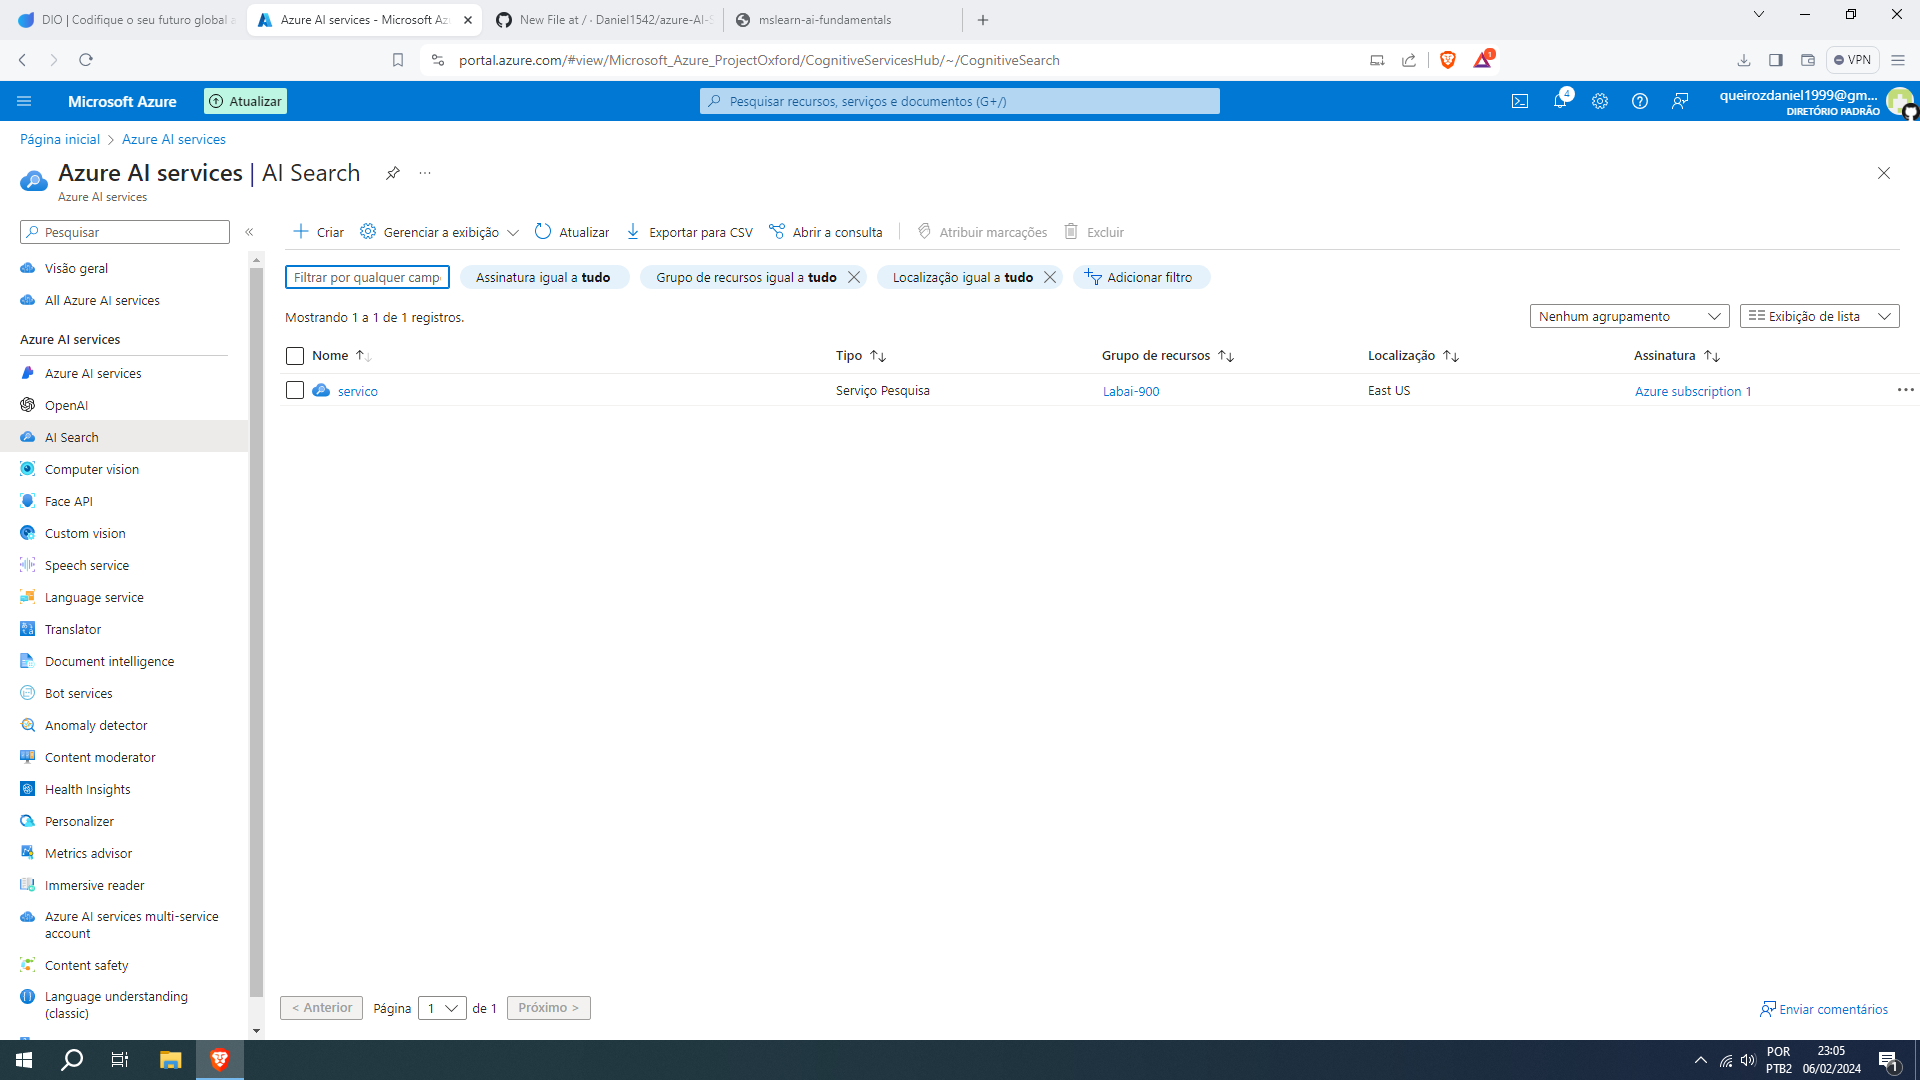 DIO | Codifique o seu futuro global a
Azure AI services - Microsoft Az
New File at / · Daniel1542/azure-AI-S
mslearn-ai-fundamentals
portal.azure.com/#view/Microsoft_Azure_ProjectOxford/CognitiveServicesHub/~/CognitiveSearch
1
VPN
Microsoft Azure
Atualizar
Pesquisar recursos, serviços e documentos (G+/)
4
queirozdaniel1999@gm...
DIRETÓRIO PADRÃO
Página inicial > Azure AI services
Azure AI services | AI Search
Azure AI services
Pesquisar
Criar
Gerenciar a exibição
Atualizar
Exportar para CSV
Abrir a consulta
Atribuir marcações
Excluir
Filtrar por qualquer camp
Assinatura igual a tudo
Grupo de recursos igual a tudo
Localização igual a tudo
Adicionar filtro
Mostrando 1 a 1 de 1 registros.
Nenhum agrupamento
Exibição de lista
Nome Tipo Grupo de recursos Localização Assinatura
servico Serviço Pesquisa Labai-900 East US Azure subscription 1
Visão geral
All Azure AI services
Azure AI services
Azure AI services
OpenAI
AI Search
Computer vision
Face API
Custom vision
Speech service
Language service
Translator
Document intelligence
Bot services
Anomaly detector
Content moderator
Health Insights
Personalizer
Metrics advisor
Immersive reader
Azure AI services multi-service
account
Content safety
Language understanding
(classic)
< Anterior
Página 1 de 1
Próximo >
Enviar comentários
POR
PTB2
23:05
06/02/2024
1